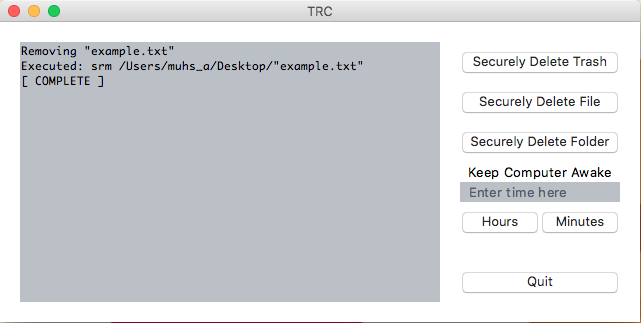 TRC
Removing "example.txt"
Executed: srm /Users/muhs_a/Desktop/"example.txt"
[ COMPLETE ]
Securely Delete Trash
Securely Delete File
Securely Delete Folder
Keep Computer Awake
Enter time here
Hours Minutes
Quit